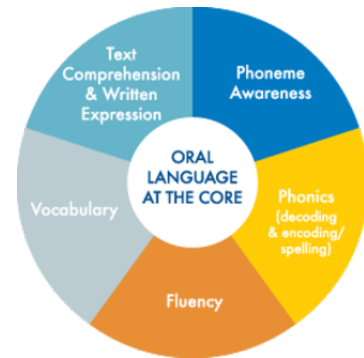 Text
Comprehension
& Written
Expression
Phoneme
Awareness
ORAL
LANGUAGE
AT THE CORE
Phonics
(decoding
& encoding/
spelling)
Vocabulary
Fluency